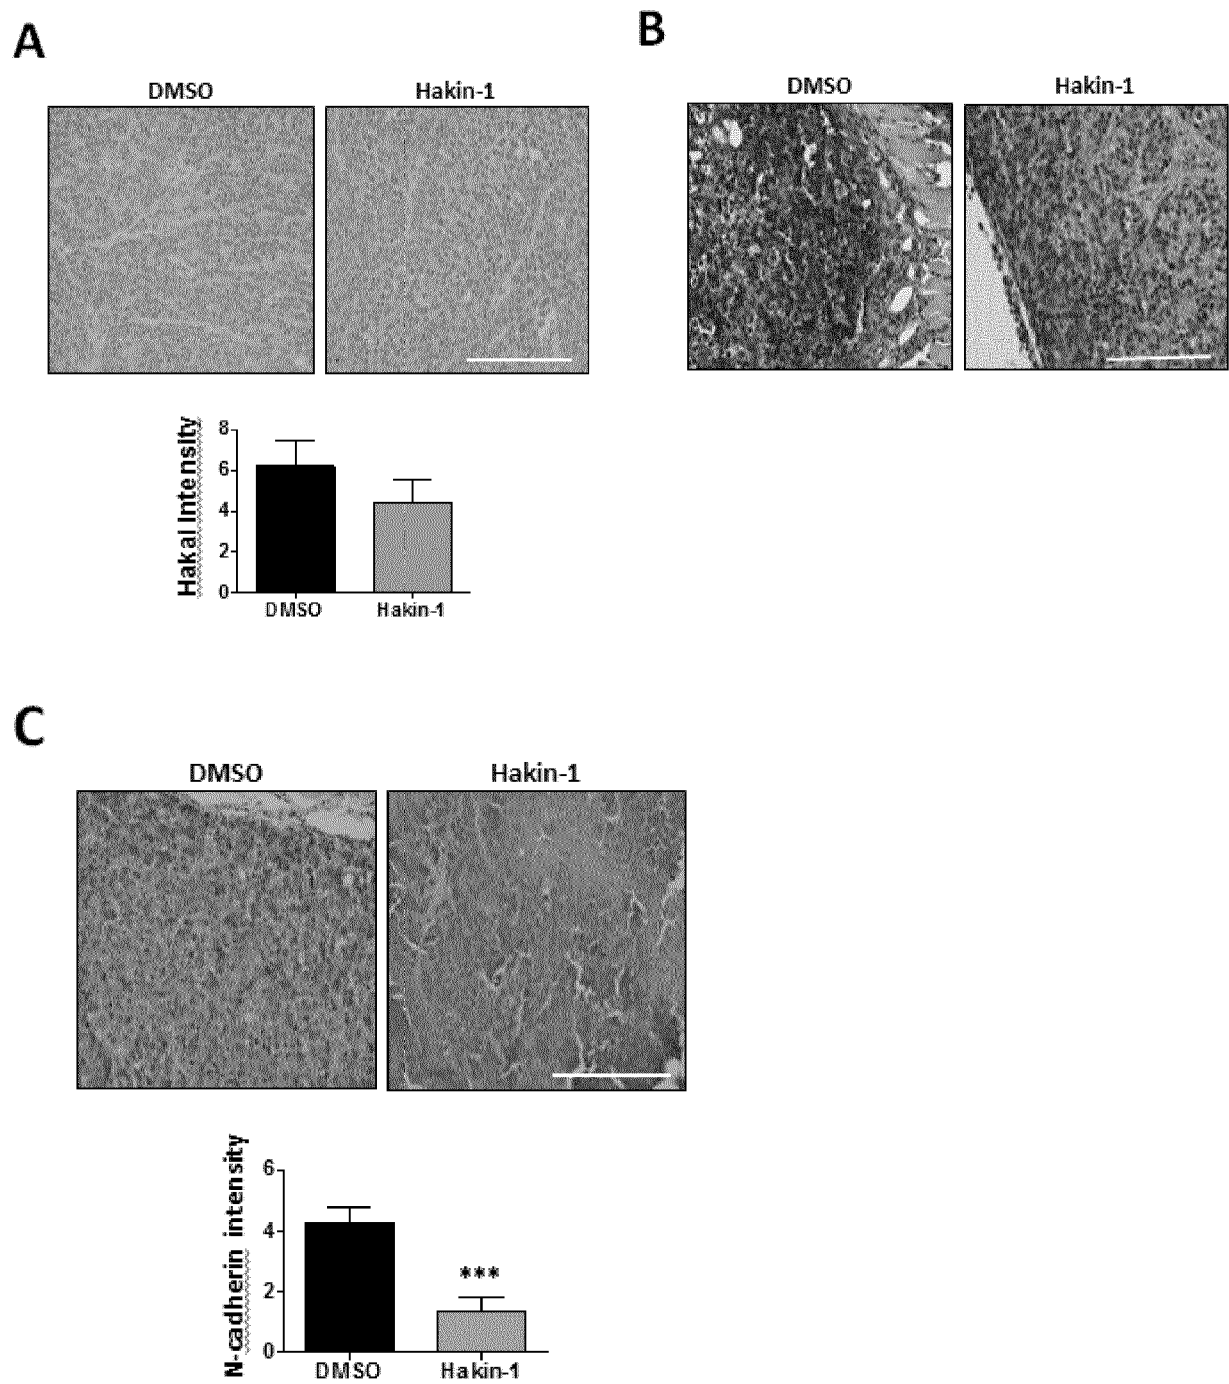 A
B
DMSO
Hakin-1
DMSO
Hakin-1
Hakai Intensity
8
6
4
2
0
DMSO
Hakin-1
C
DMSO
Hakin-1
N-cadherin intensity
6
4
2
0
***
DMSO
Hakin-1